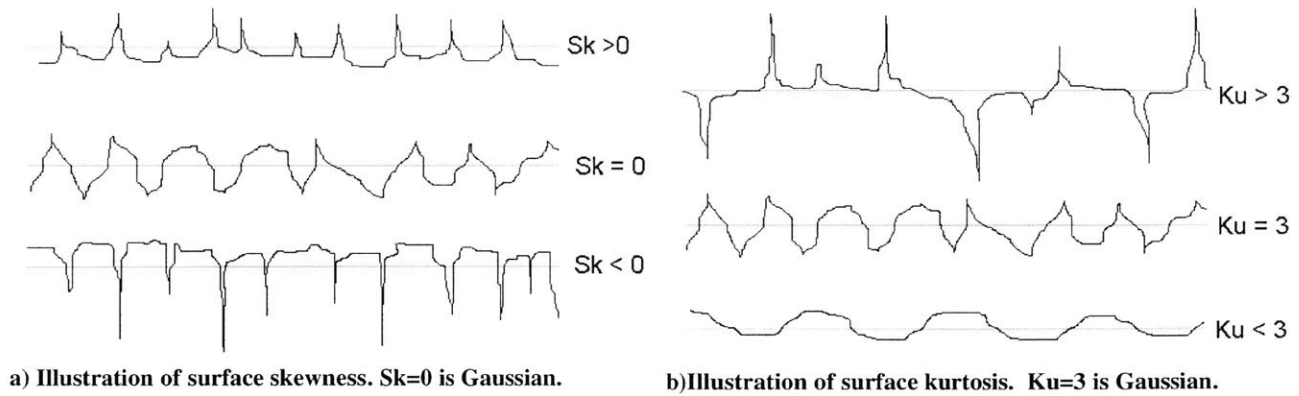 Sk >0
Sk = 0
Sk < 0
a) Illustration of surface skewness. Sk=0 is Gaussian.
Ku > 3
Ku = 3
Ku < 3
b)Illustration of surface kurtosis. Ku=3 is Gaussian.